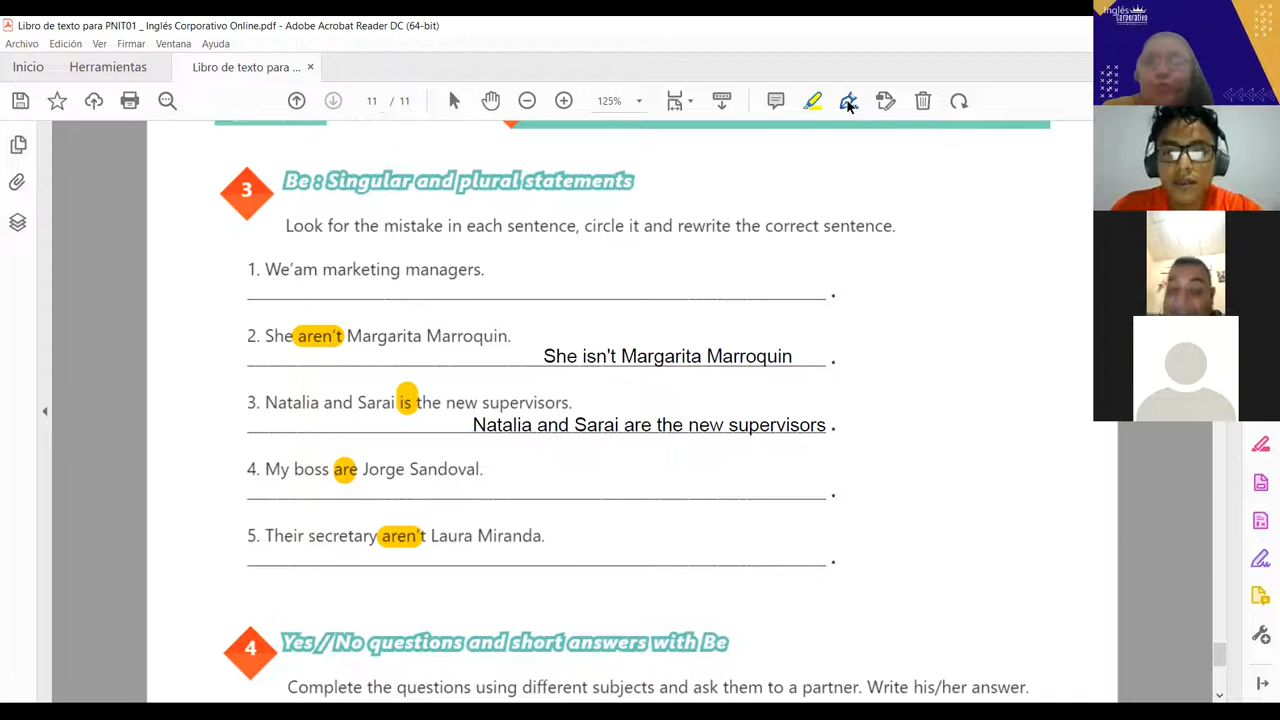 Libro de texto para PNIT01 _ Inglés Corporativo Online.pdf - Adobe Acrobat Reader DC (64-bit)
Archivo Edición Ver Firmar Ventana Ayuda
Inicio Herramientas Libro de texto para ... ×
11 / 11 125%
Inglés Corporativo
3 Be : Singular and plural statements
Look for the mistake in each sentence, circle it and rewrite the correct sentence.
1. We'am marketing managers.
2. She aren't Margarita Marroquin.
She isn't Margarita Marroquin .
3. Natalia and Sarai is the new supervisors.
Natalia and Sarai are the new supervisors .
4. My boss are Jorge Sandoval.
5. Their secretary aren't Laura Miranda.
4 Yes / No questions and short answers with Be
Complete the questions using different subjects and ask them to a partner. Write his/her answer.